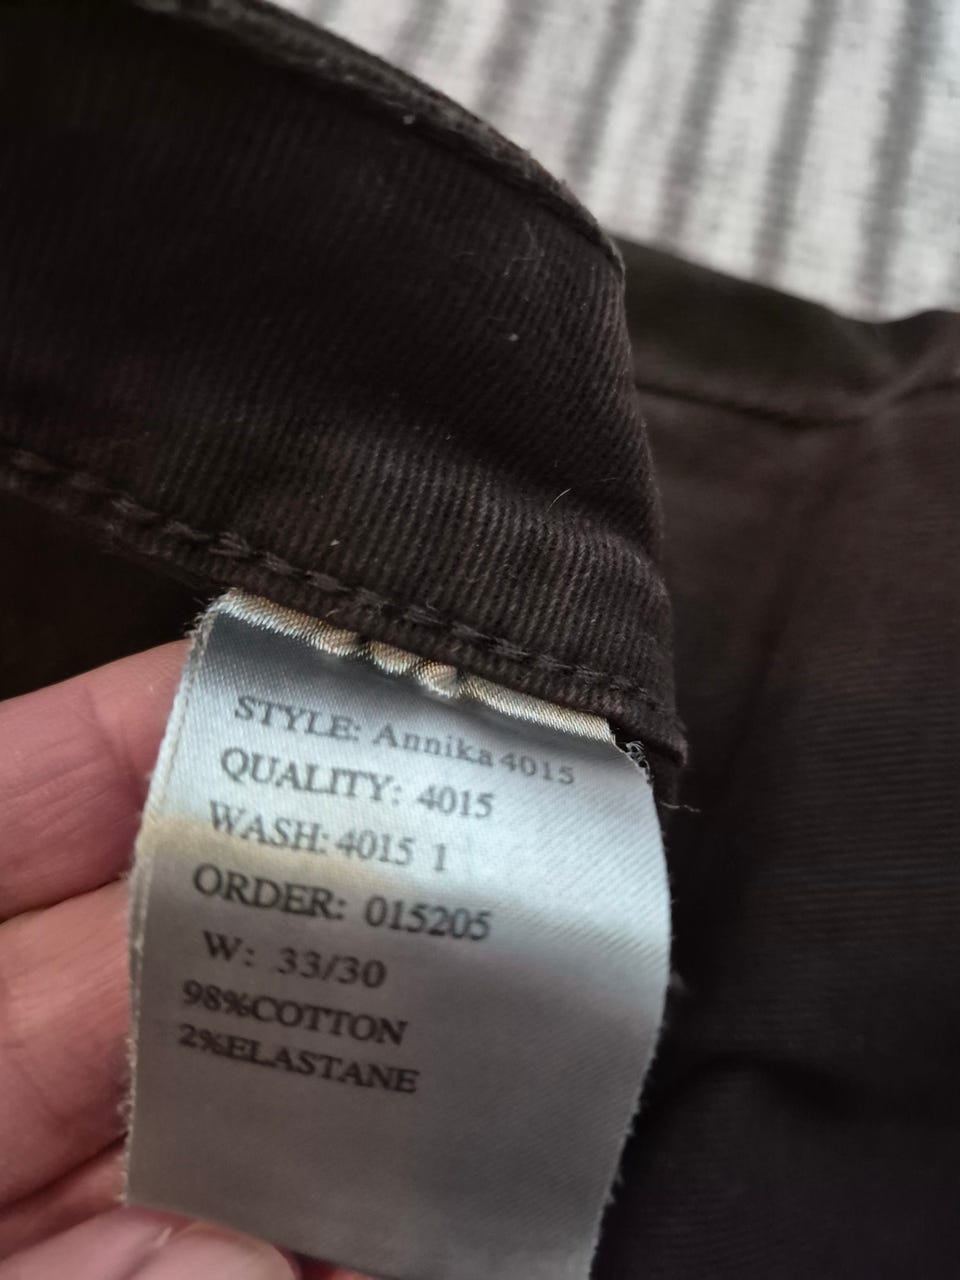 STYLE: Annika 4015
QUALITY: 4015
WASH: 4015 1
ORDER: 015205
W: 33/30
98%COTTON
2%ELASTANE